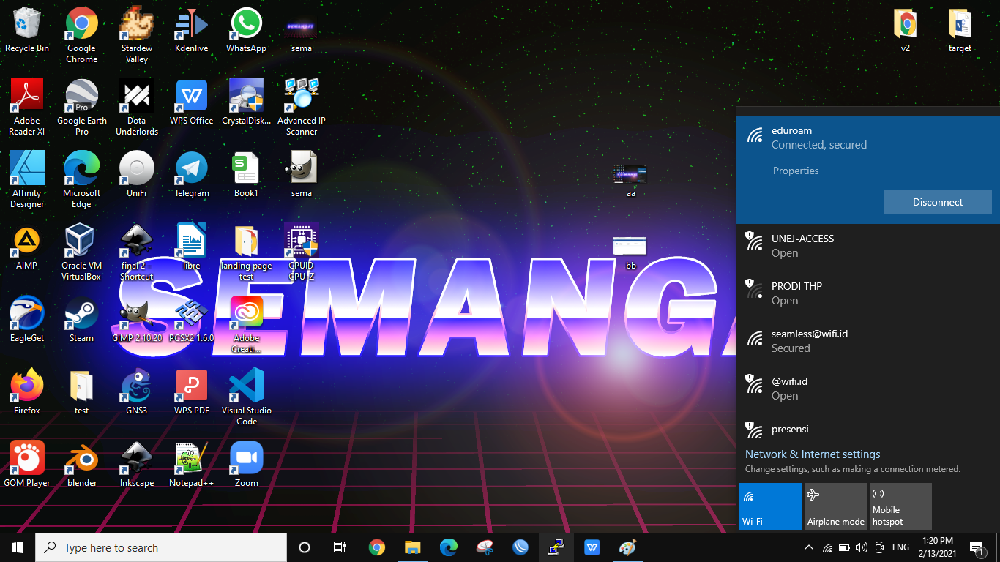 Recycle Bin
Google
Chrome
Stardew
Valley
Kdenlive
WhatsApp
sema
v2
target
Adobe
Reader XI
Google Earth
Pro
Dota
Underlords
WPS Office
CrystalDisk...
Advanced IP
Scanner
Affinity
Designer
Microsoft
Edge
UniFi
Telegram
Book1
sema
aa
AIMP
Oracle VM
VirtualBox
final 2 -
Shortcut
libre
landing page
test
CPUID
CPU-Z
bb
SEMANGA
EagleGet
Steam
GIMP 2.10.20
PCSX2 1.6.0
Adobe
Creati...
Firefox
test
GNS3
WPS PDF
Visual Studio
Code
GOM Player
blender
Inkscape
Notepad++
Zoom
eduroam
Connected, secured
Properties
Disconnect
UNEJ-ACCESS
Open
PRODI THP
Open
seamless@wifi.id
Secured
@wifi.id
Open
presensi
Network & Internet settings
Change settings, such as making a connection metered.
Wi-Fi
Airplane mode
Mobile
hotspot
Type here to search
ENG
1:20 PM
2/13/2021
1